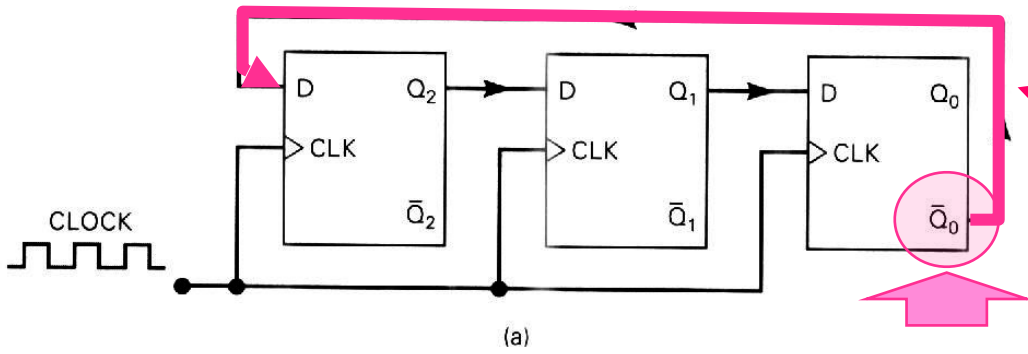 D Q₂ D Q₁ D Q₀
CLK CLK CLK
Q̅₂ Q̅₁ Q̅₀
CLOCK
(a)